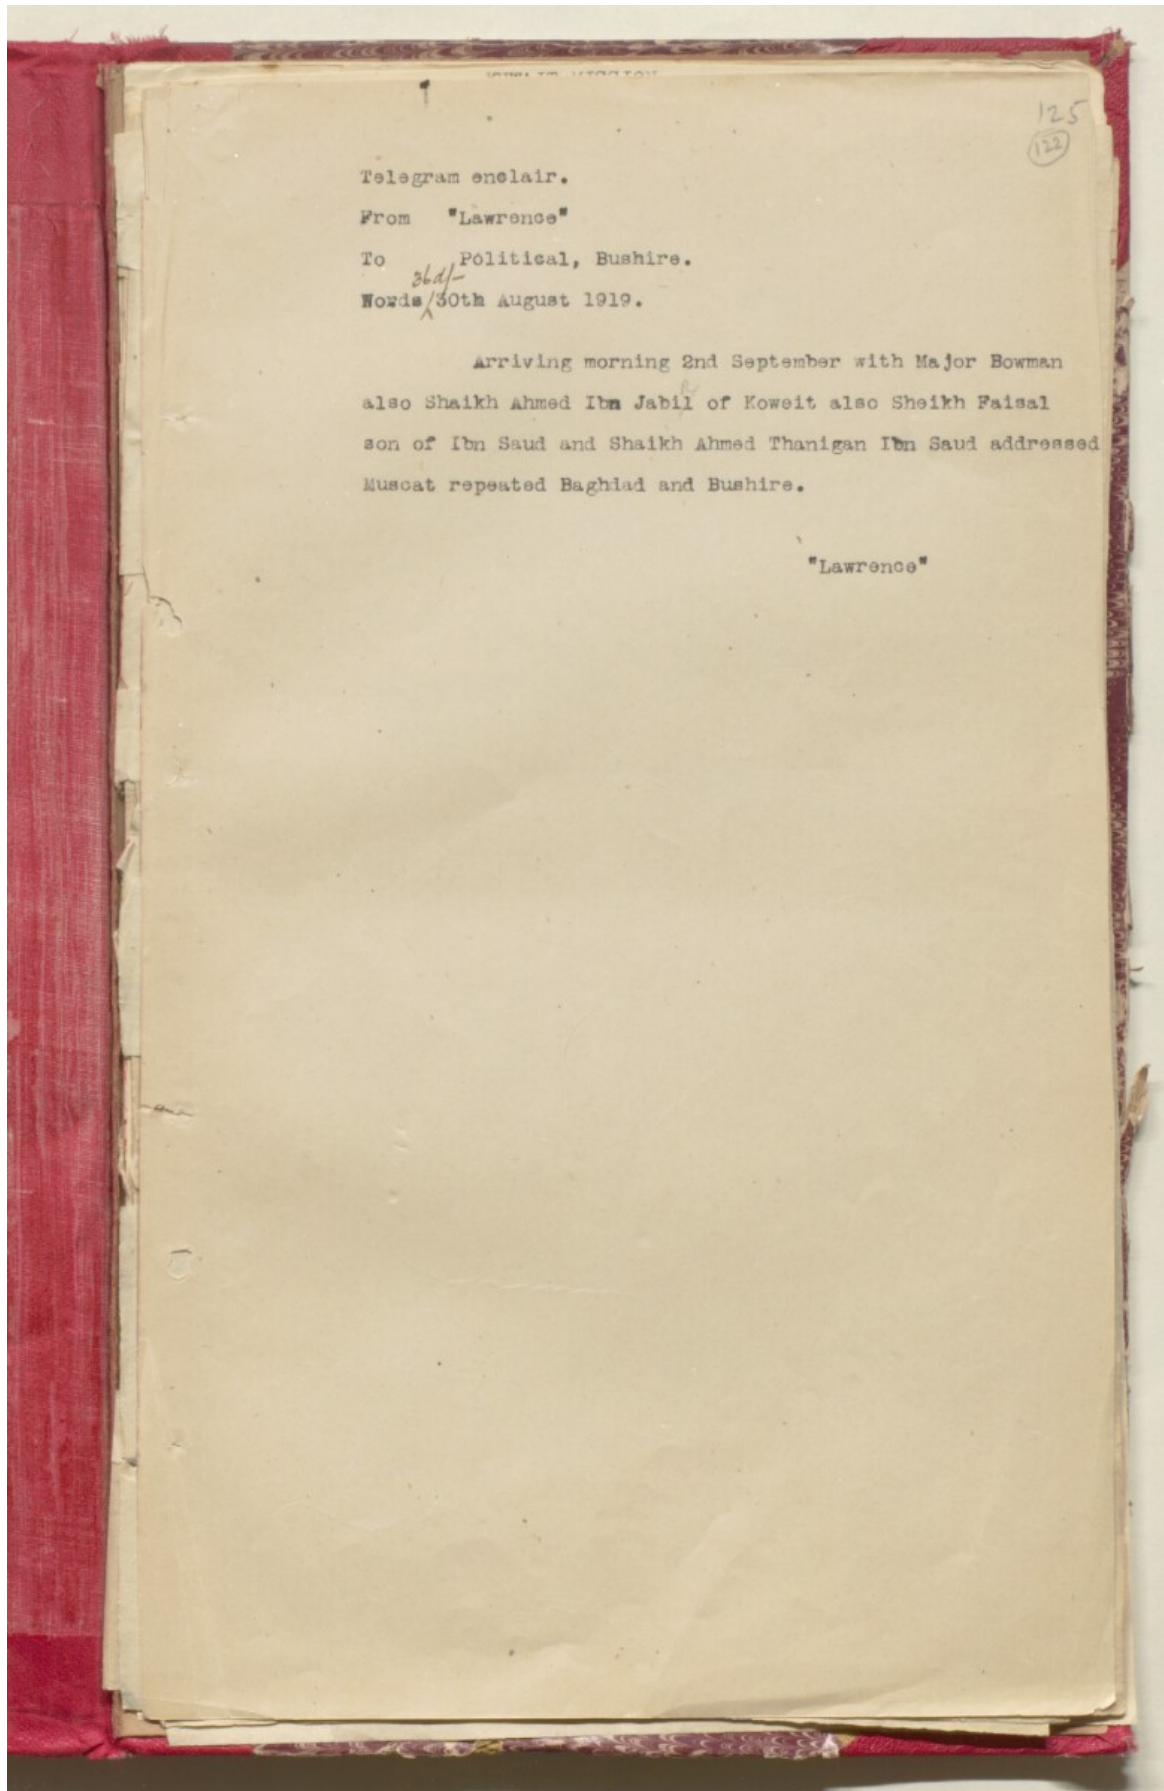 125
122
Telegram enclair.
From "Lawrence"
To Political, Bushire.
36d/-
Words/30th August 1919.
Arriving morning 2nd September with Major Bowman
also Shaikh Ahmed Ibn Jabil of Koweit also Sheikh Faisal
son of Ibn Saud and Shaikh Ahmed Thanigan Ibn Saud addressed
Muscat repeated Baghdad and Bushire.
"Lawrence"